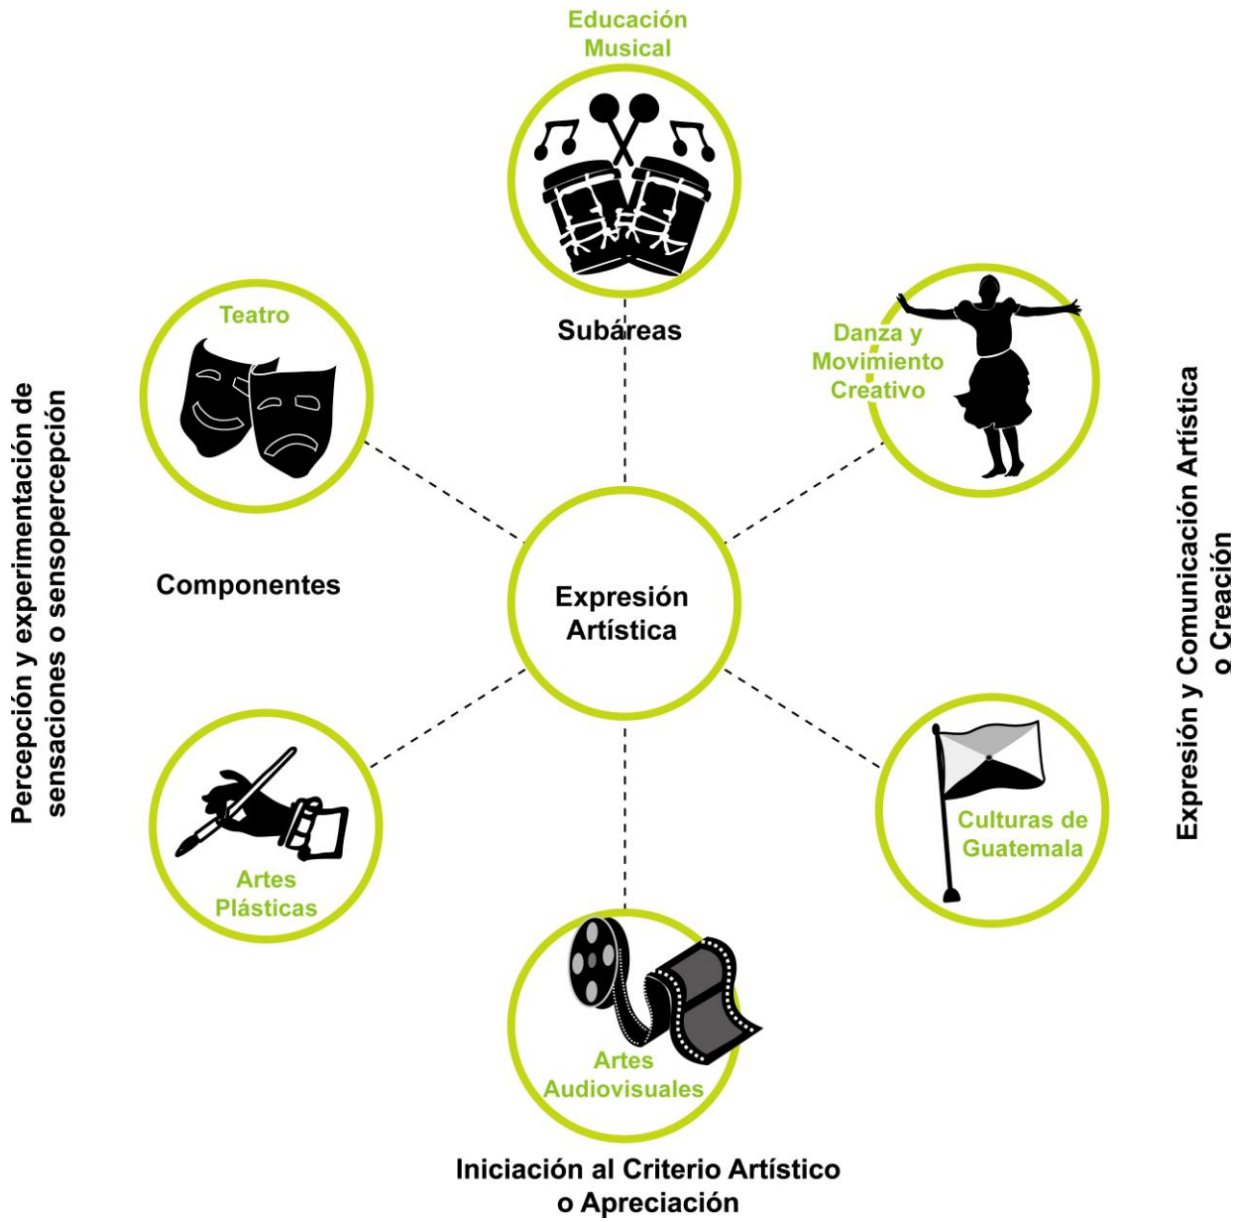 Educación
Musical
Subáreas
Teatro
Danza y
Movimiento
Creativo
Percepción y experimentación de
sensaciones o sensopercepción
Componentes
Expresión
Artística
Expresión y Comunicación Artística
o Creación
Artes
Plásticas
Culturas de
Guatemala
Artes
Audiovisuales
Iniciación al Criterio Artístico
o Apreciación